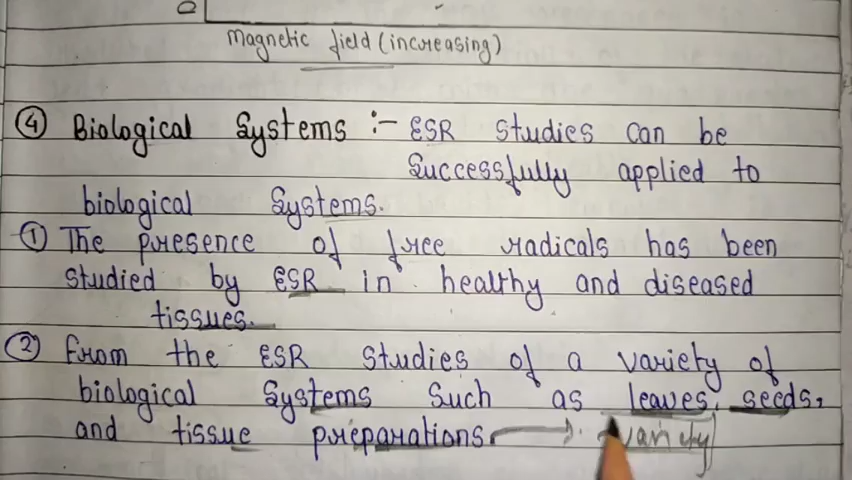 Magnetic field (increasing)
④ Biological Systems :- ESR studies can be
Successfully applied to
biological Systems.
① The presence of free radicals has been
studied by ESR in healthy and diseased
tissues.
② From the ESR studies of a variety of
biological Systems such as leaves, seeds,
and tissue preparations → variety